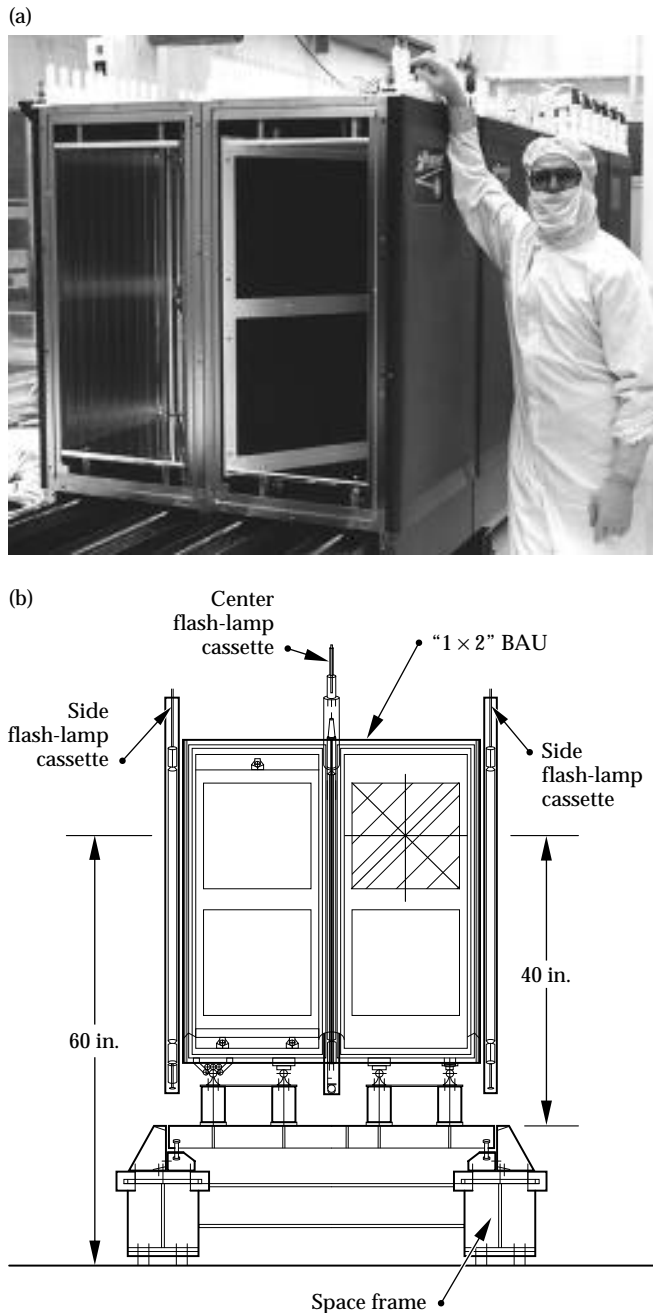 (a)
(b)
Center
flash-lamp
cassette
“1 × 2” BAU
Side
flash-lamp
cassette
Side
flash-lamp
cassette
60 in.
40 in.
Space frame